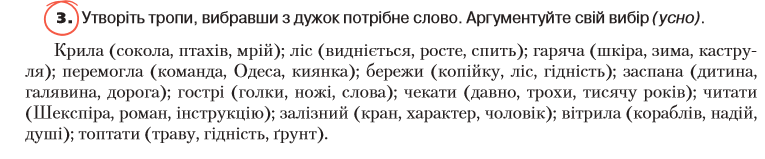 3. Утворіть тропи, вибравши з дужок потрібне слово. Аргументуйте свій вибір (усно).
Крила (сокола, птахів, мрій); ліс (видніється, росте, спить); гаряча (шкіра, зима, кастру-
ля); перемогла (команда, Одеса, киянка); бережи (копійку, ліс, гідність); заспана (дитина,
галявина, дорога); гострі (голки, ножі, слова); чекати (давно, трохи, тисячу років); читати
(Шекспіра, роман, інструкцію); залізний (кран, характер, чоловік); вітрила (кораблів, надій,
душі); топтати (траву, гідність, ґрунт).